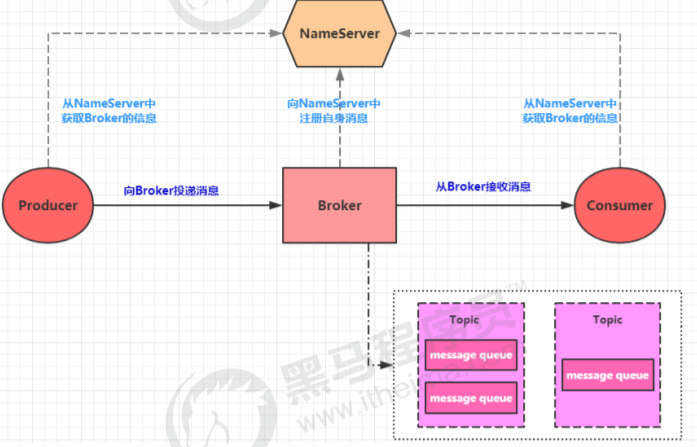 NameServer
从NameServer中
获取Broker的信息
向NameServer中
注册自身消息
从NameServer中
获取Broker的信息
Producer
向Broker投递消息
Broker
从Broker接收消息
Consumer
Topic
message queue
message queue
Topic
message queue
黑马程序员™
www.itheima.com